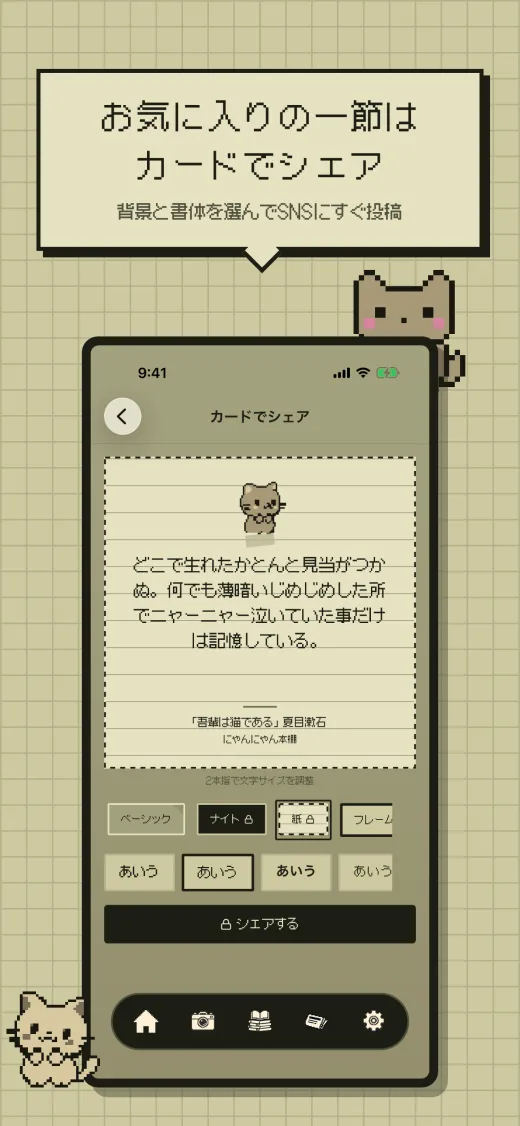 お気に入りの一節は
カードでシェア
背景と書体を選んでSNSにすぐ投稿
9:41
カードでシェア
どこで生れたかとんと見当がつか
ぬ。何でも薄暗いじめじめした所
でニャーニャー泣いていた事だけ
は記憶している。
「吾輩は猫である」夏目漱石
にゃんにゃん本棚
2本指で文字サイズを調整
ベーシック ナイト 紙 フレーム
あいう あいう あいう あいう
シェアする